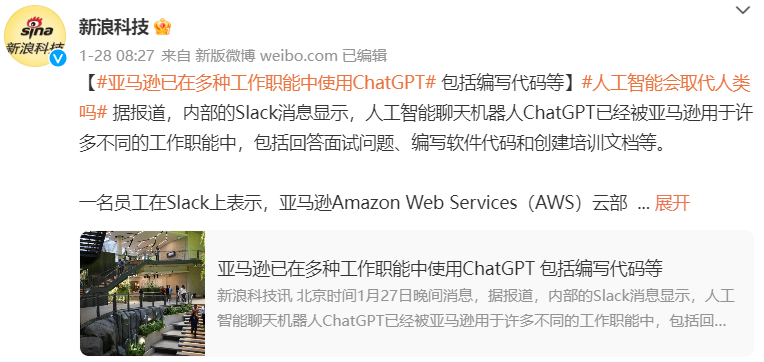 sina
新浪科技
新浪科技
V
1-28 08:27 来自 新版微博 weibo.com 已编辑
【#亚马逊已在多种工作职能中使用ChatGPT# 包括编写代码等】#人工智能会取代人类
吗# 据报道，内部的Slack消息显示，人工智能聊天机器人ChatGPT已经被亚马逊用于许
多不同的工作职能中，包括回答面试问题、编写软件代码和创建培训文档等。
一名员工在Slack上表示，亚马逊Amazon Web Services（AWS）云部 ... 展开
亚马逊已在多种工作职能中使用ChatGPT 包括编写代码等
新浪科技讯 北京时间1月27日晚间消息，据报道，内部的Slack消息显示，人工
智能聊天机器人ChatGPT已经被亚马逊用于许多不同的工作职能中，包括回...